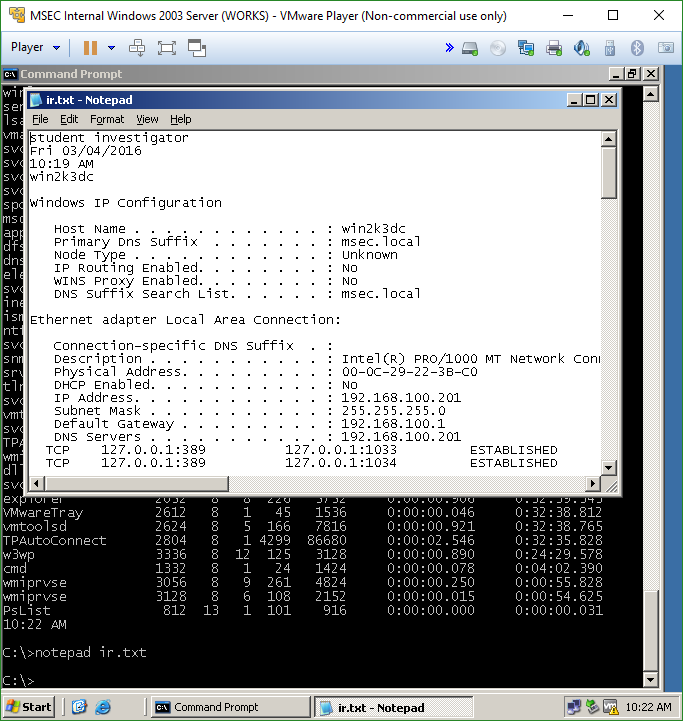 MSEC Internal Windows 2003 Server (WORKS) - VMware Player (Non-commercial use only)
Player
Command Prompt
ir.txt - Notepad
File Edit Format View Help
student investigator
Fri 03/04/2016
10:19 AM
win2k3dc
Windows IP Configuration
Host Name . . . . . . . . . . . . : win2k3dc
Primary Dns Suffix . . . . . . . : msec.local
Node Type . . . . . . . . . . . . : Unknown
IP Routing Enabled. . . . . . . . : No
WINS Proxy Enabled. . . . . . . . : No
DNS Suffix Search List. . . . . . : msec.local
Ethernet adapter Local Area Connection:
Connection-specific DNS Suffix . :
Description . . . . . . . . . . . : Intel(R) PRO/1000 MT Network Conn
Physical Address. . . . . . . . . : 00-0C-29-22-3B-C0
DHCP Enabled. . . . . . . . . . . : No
IP Address. . . . . . . . . . . . : 192.168.100.201
Subnet Mask . . . . . . . . . . . : 255.255.255.0
Default Gateway . . . . . . . . . : 192.168.100.1
DNS Servers . . . . . . . . . . . : 192.168.100.201
TCP 127.0.0.1:389 127.0.0.1:1033 ESTABLISHED
TCP 127.0.0.1:389 127.0.0.1:1034 ESTABLISHED
explorer 2032 8 8 226 3732 0:00:00.906 0:32:39.343
VMwareTray 2612 8 1 45 1536 0:00:00.046 0:32:38.812
vmtoolsd 2624 8 5 166 7816 0:00:00.921 0:32:38.765
TPAutoConnect 2804 8 1 4299 86680 0:00:02.546 0:32:35.828
w3wp 3336 8 12 125 3128 0:00:00.890 0:24:29.578
cmd 1332 8 1 24 1424 0:00:00.078 0:04:02.390
wmiprvse 3056 8 9 261 4824 0:00:00.250 0:00:55.828
wmiprvse 3128 8 6 108 2152 0:00:00.015 0:00:54.625
PsList 812 13 1 101 916 0:00:00.000 0:00:00.031
10:22 AM
C:\>notepad ir.txt
C:\>
Start
Command Prompt
ir.txt - Notepad
10:22 AM